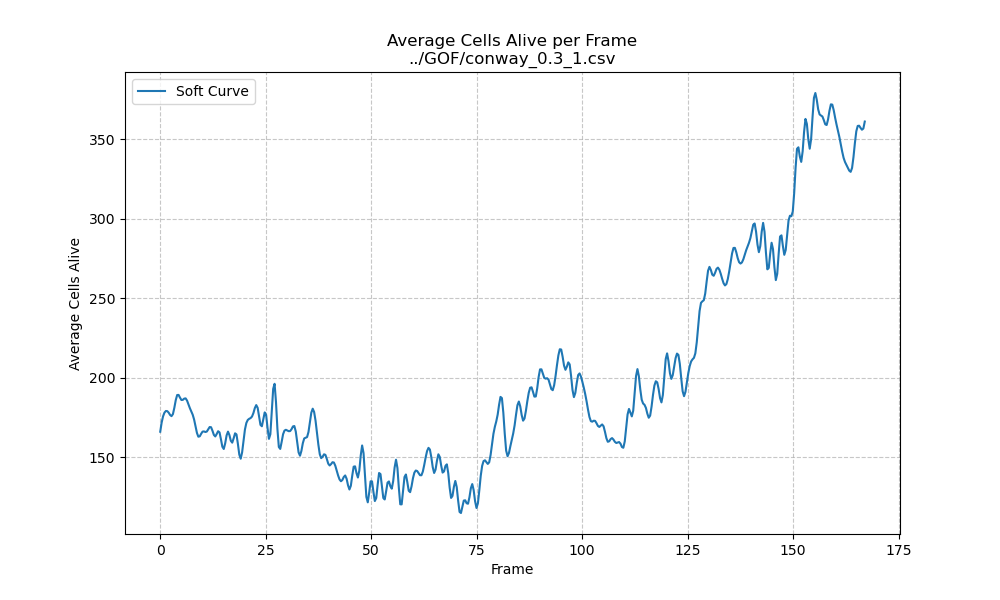 Average Cells Alive per Frame
../GOF/conway_0.3_1.csv
Soft Curve
Average Cells Alive
350
300
250
200
150
0 25 50 75 100 125 150 175
Frame